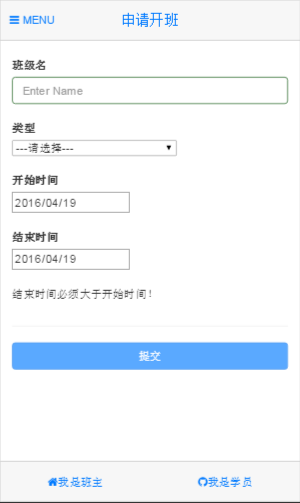 MENU
申请开班
班级名
Enter Name
类型
---请选择---
开始时间
2016/04/19
结束时间
2016/04/19
结束时间必须大于开始时间！
提交
我是班主
我是学员